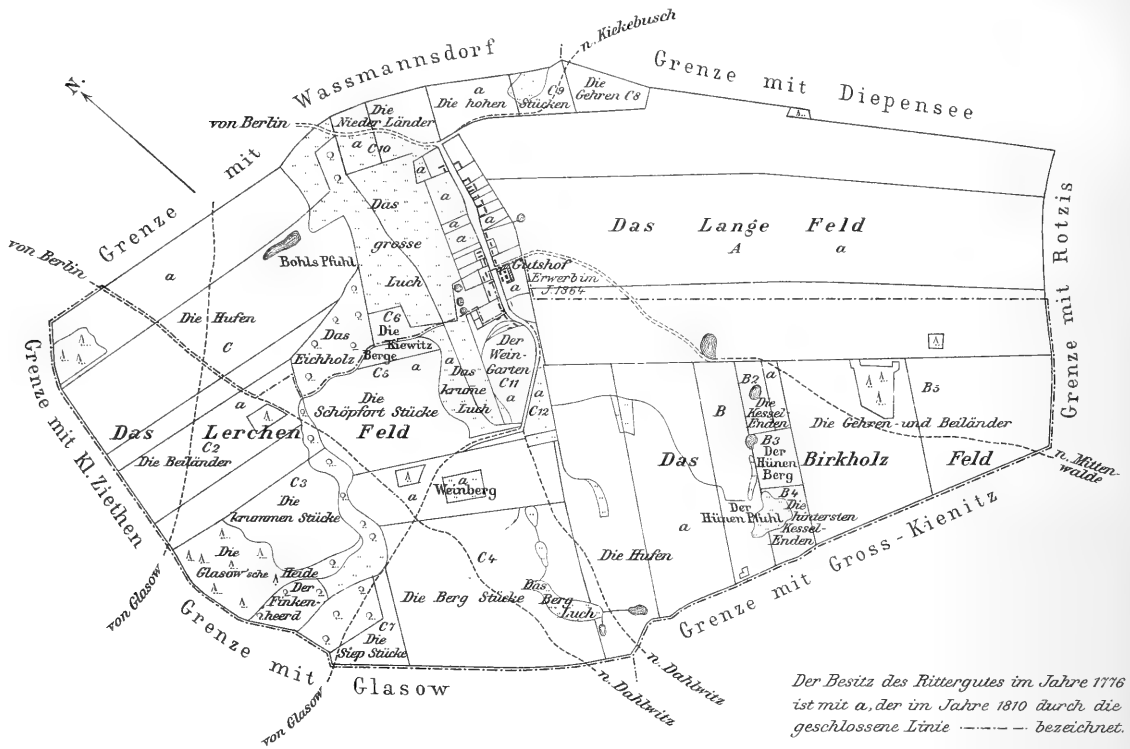 n. Kiekebusch
Grenze mit Wassmannsdorf
Grenze mit Diepensee
N.
von Berlin
Die
Nieder Länder
a
C10
a
Die hohen
C9
Stücken
Die
Gehren C8
h..
a
a
a
a
a
a
Das
grosse
Luch
Das Lange Feld
A a
Grenze mit Rotzis
von Berlin
a
Bohls Pfuhl
Die Hufen
C
Gutshof
Erwerb im
J. 1864
a
C6
Die
Kiewitz
Berge
C5
a
Das
Eichholz
Der
Wein-
Garten
C11
a
a
C12
a
Das
krume
Luch
Die
Schöpfort Stücke
Das Lerchen Feld
a
C2
Die Beiländer
Grenze mit Kl. Ziethen
B2
a
Die
Kessel-
Enden
B
B5
Die Gehren- und Beiländer
B3
Der
Hünen
Berg
Das Birkholz Feld
n. Mitten-
walde
B4
Die
hintersten
Kessel-
Enden
Der
Hünen Pfuhl
a
Weinberg
a
a
C3
Die
krummen Stücke
Die
Glasow'sche Heide
Der
Finken-
heerd
C4
Die Berg Stücke
Das
Berg
Luch
Die Hufen
C7
Die
Siep Stücke
von Glasow
Grenze mit Gross-Kienitz
Grenze mit Glasow
von Glasow
n. Dahlwitz
n. Dahlwitz
Der Besitz des Rittergutes im Jahre 1776
ist mit a, der im Jahre 1810 durch die
geschlossene Linie bezeichnet.